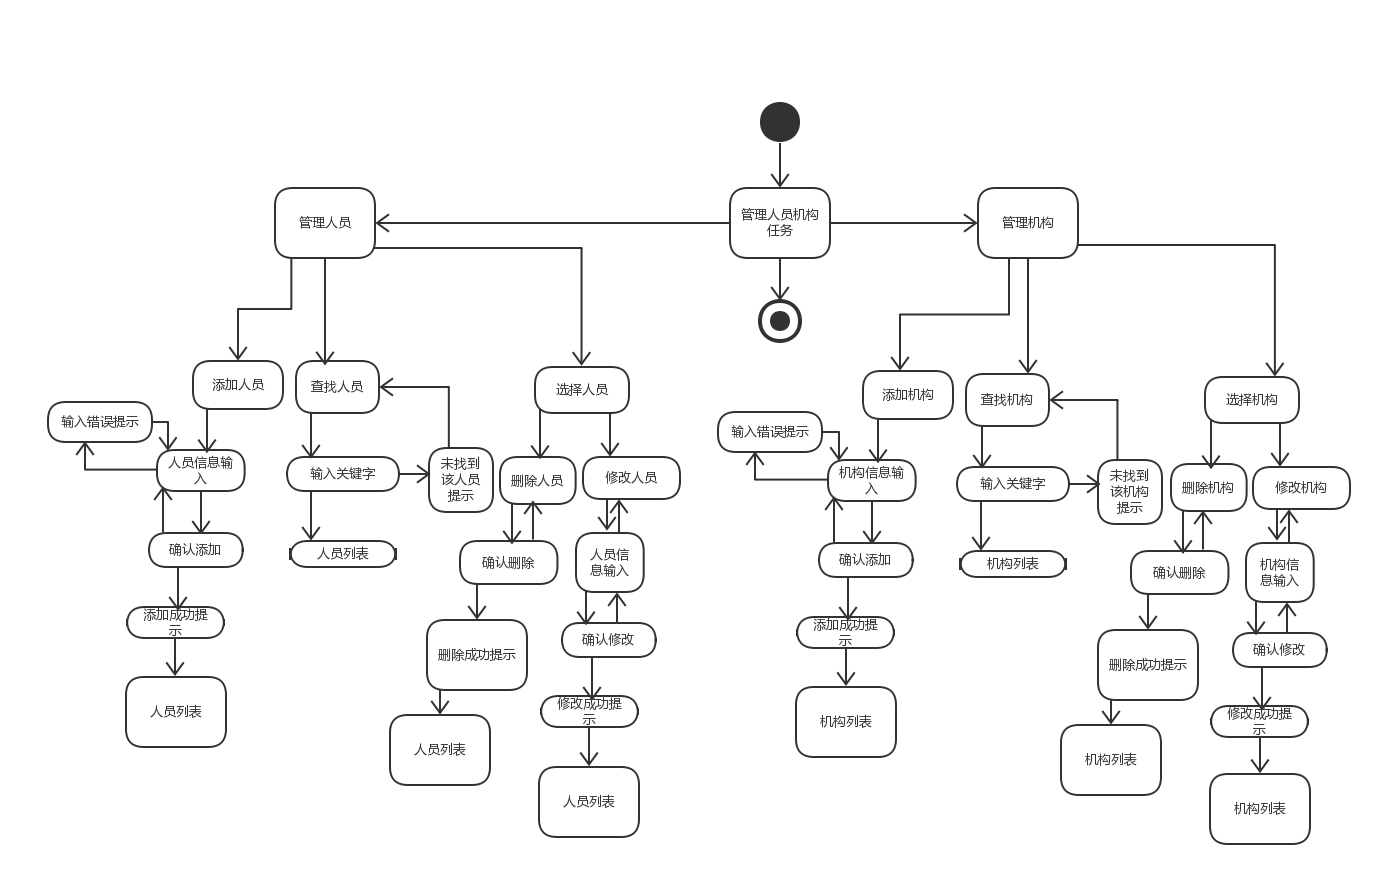 管理人员
管理人员机构
任务
管理机构
添加人员
查找人员
选择人员
添加机构
查找机构
选择机构
输入错误提示
人员信息输
入
输入关键字
未找到
该人员
提示
删除人员
修改人员
输入错误提示
机构信息输
入
输入关键字
未找到
该机构
提示
删除机构
修改机构
确认添加
人员列表
确认删除
人员信
息输入
确认添加
机构列表
确认删除
机构信
息输入
添加成功提
示
删除成功提示
确认修改
添加成功提
示
删除成功提示
确认修改
人员列表
人员列表
修改成功提
示
机构列表
机构列表
修改成功提
示
人员列表
机构列表